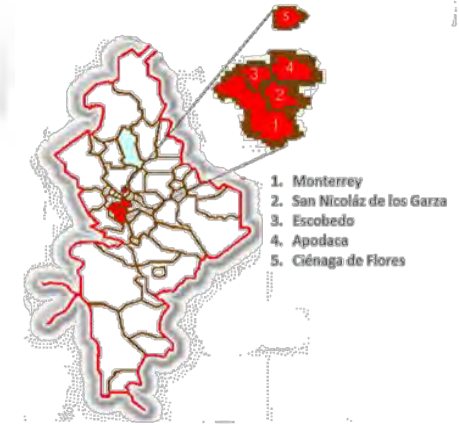 5
4
3
2
1
1. Monterrey
2. San Nicoláz de los Garza
3. Escobedo
4. Apodaca
5. Ciénaga de Flores